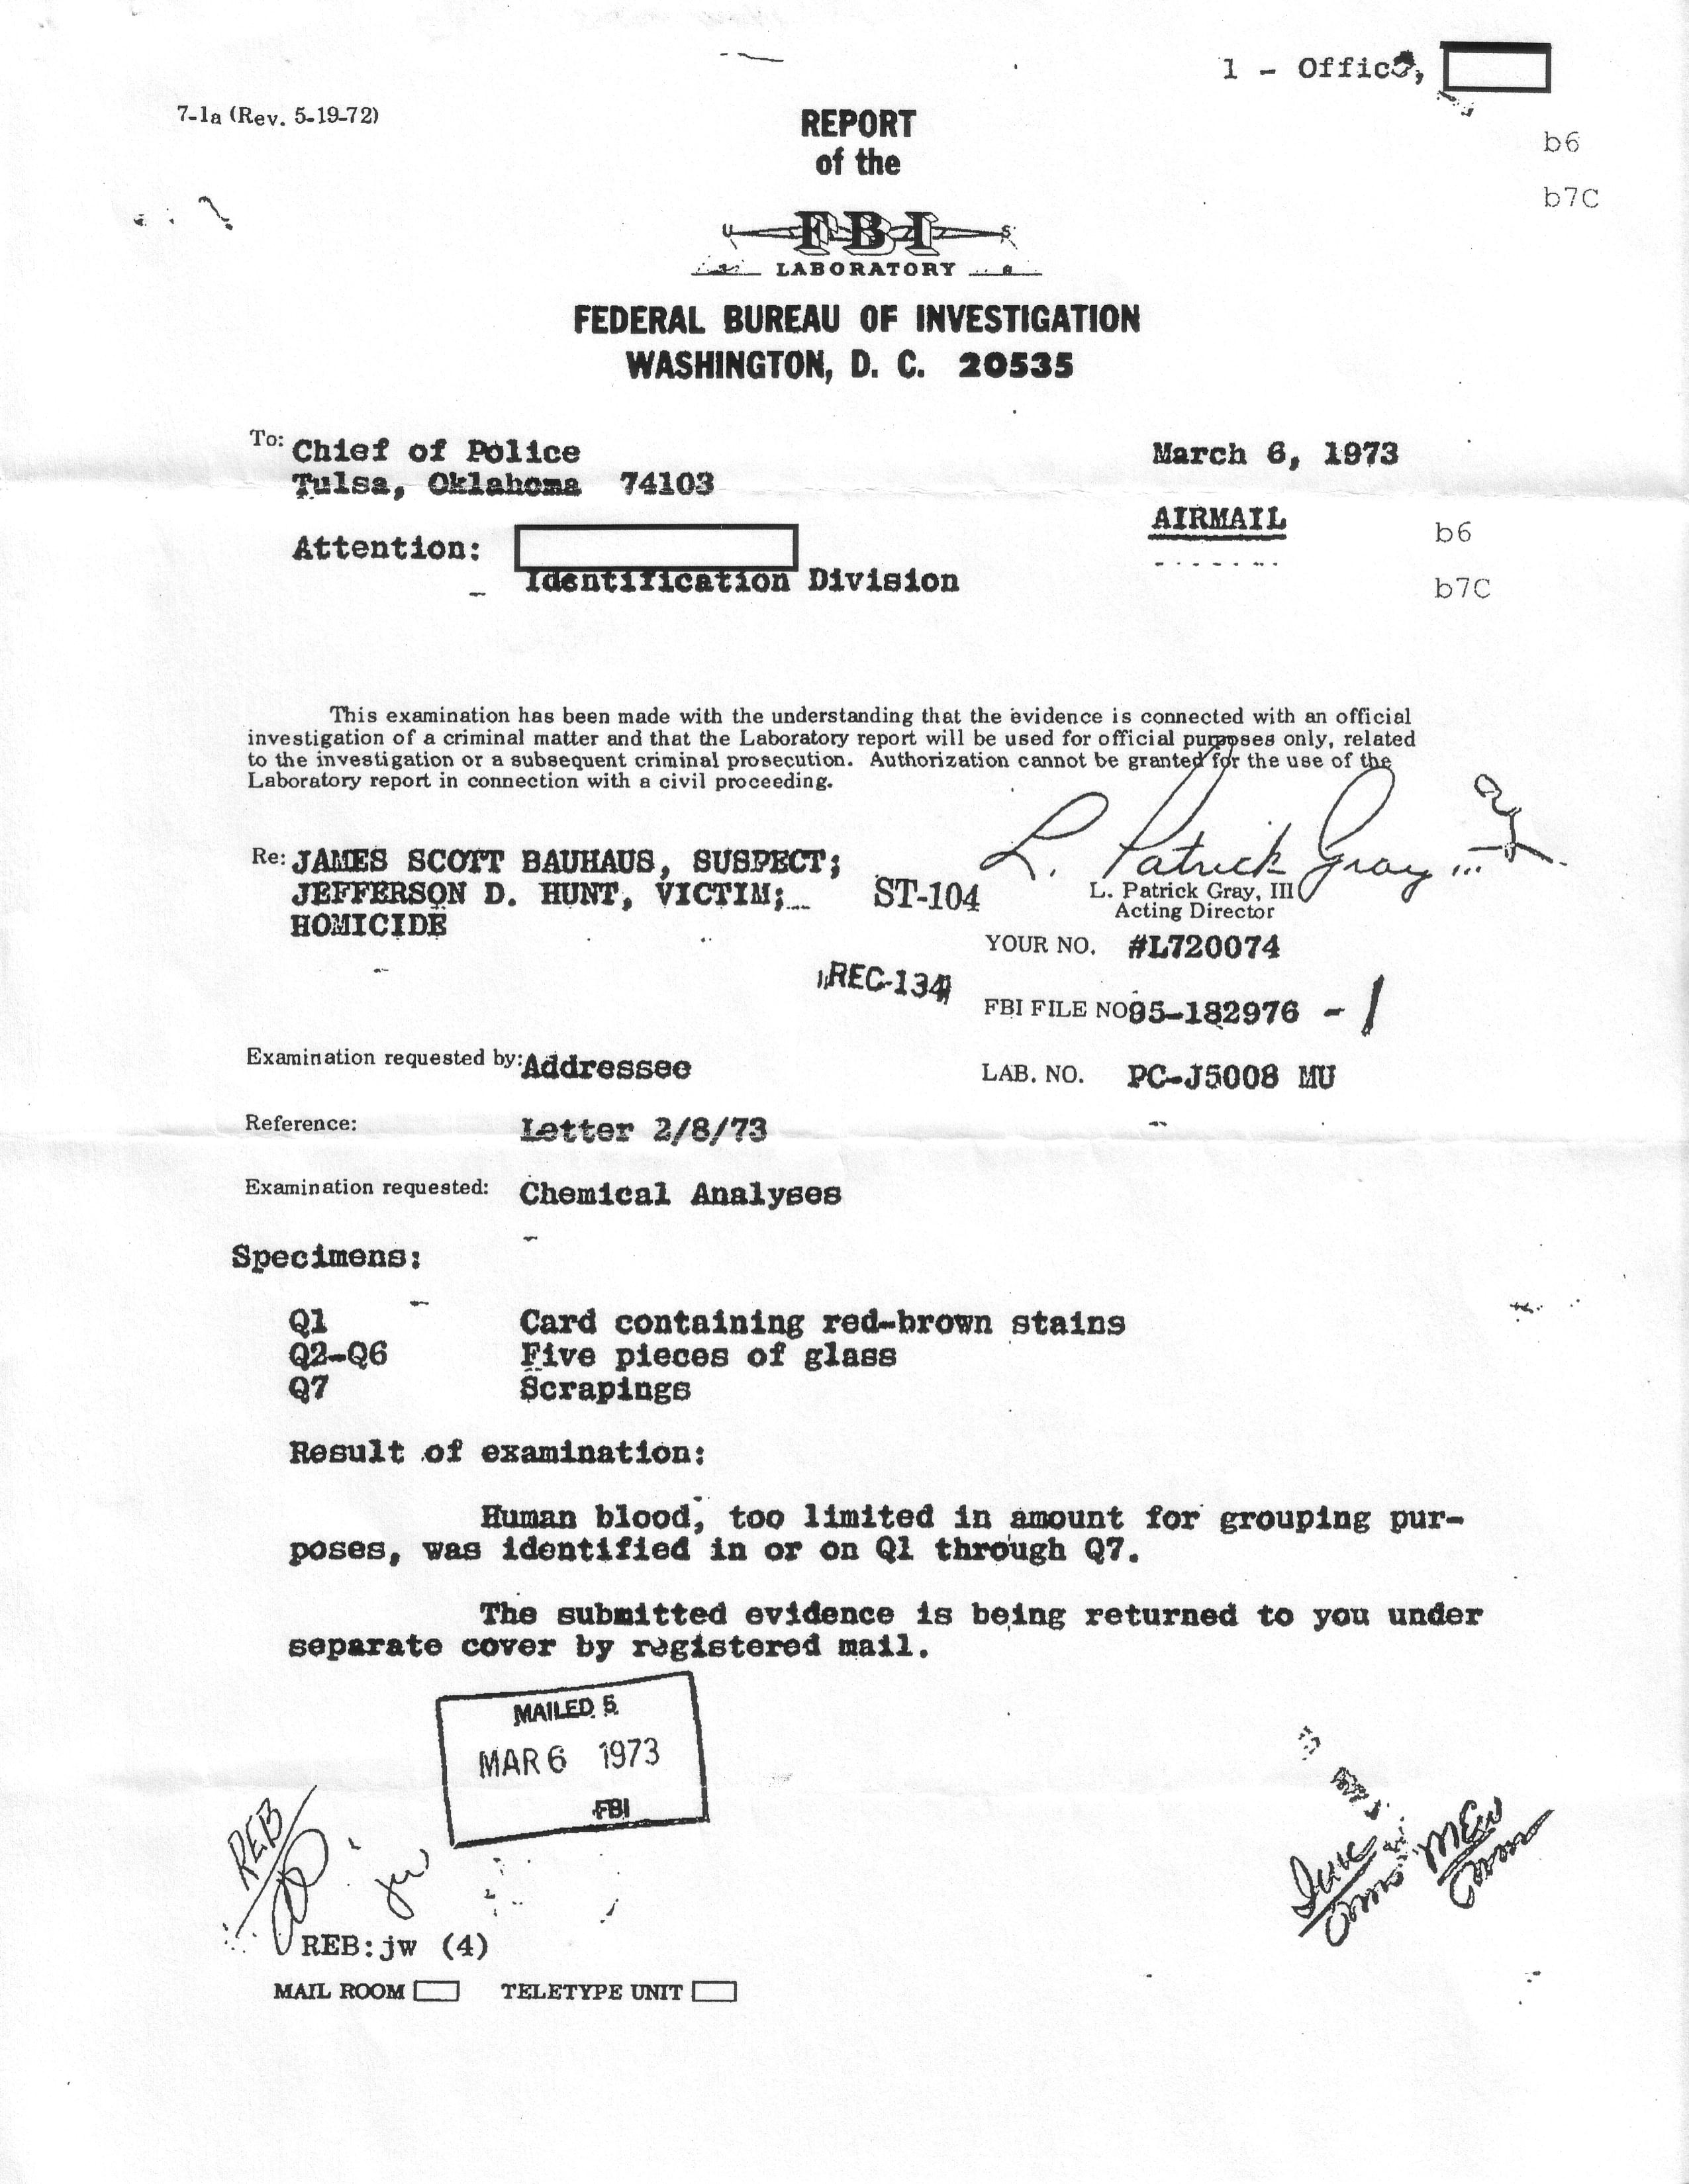 1 - Office,
7-1a (Rev. 5-19-72)
b6
b7C
REPORT
of the
U FBI S
LABORATORY
FEDERAL BUREAU OF INVESTIGATION
WASHINGTON, D. C. 20535
To: Chief of Police
Tulsa, Oklahoma 74103
March 6, 1973
AIRMAIL
Attention:
Identification Division
b6
b7C
This examination has been made with the understanding that the evidence is connected with an official
investigation of a criminal matter and that the Laboratory report will be used for official purposes only, related
to the investigation or a subsequent criminal prosecution. Authorization cannot be granted for the use of the
Laboratory report in connection with a civil proceeding.
Re: JAMES SCOTT BAUHAUS, SUSPECT;
JEFFERSON D. HUNT, VICTIM;
HOMICIDE
ST-104
L. Patrick Gray
L. Patrick Gray, III
Acting Director
YOUR NO. #L720074
REC-134
FBI FILE NO 95-182976 - 1
Examination requested by: Addressee
LAB. NO. PC-J5008 MU
Reference: Letter 2/8/73
Examination requested: Chemical Analyses
Specimens:
Q1 Card containing red-brown stains
Q2-Q6 Five pieces of glass
Q7 Scrapings
Result of examination:
Human blood, too limited in amount for grouping pur-
poses, was identified in or on Q1 through Q7.
The submitted evidence is being returned to you under
separate cover by registered mail.
MAILED 5
MAR 6 1973
FBI
REB
jw
MEW
REB:jw (4)
MAIL ROOM TELETYPE UNIT